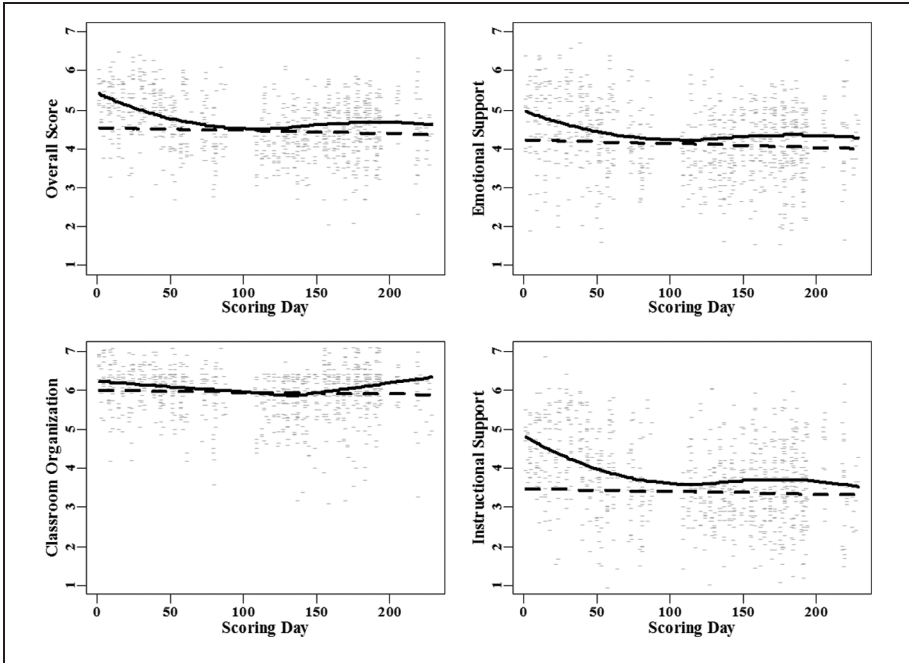 Overall Score
7
6
5
4
3
2
1
0 50 100 150 200
Scoring Day
Emotional Support
7
6
5
4
3
2
1
0 50 100 150 200
Scoring Day
Classroom Organization
7
6
5
4
3
2
1
0 50 100 150 200
Scoring Day
Instructional Support
7
6
5
4
3
2
1
0 50 100 150 200
Scoring Day